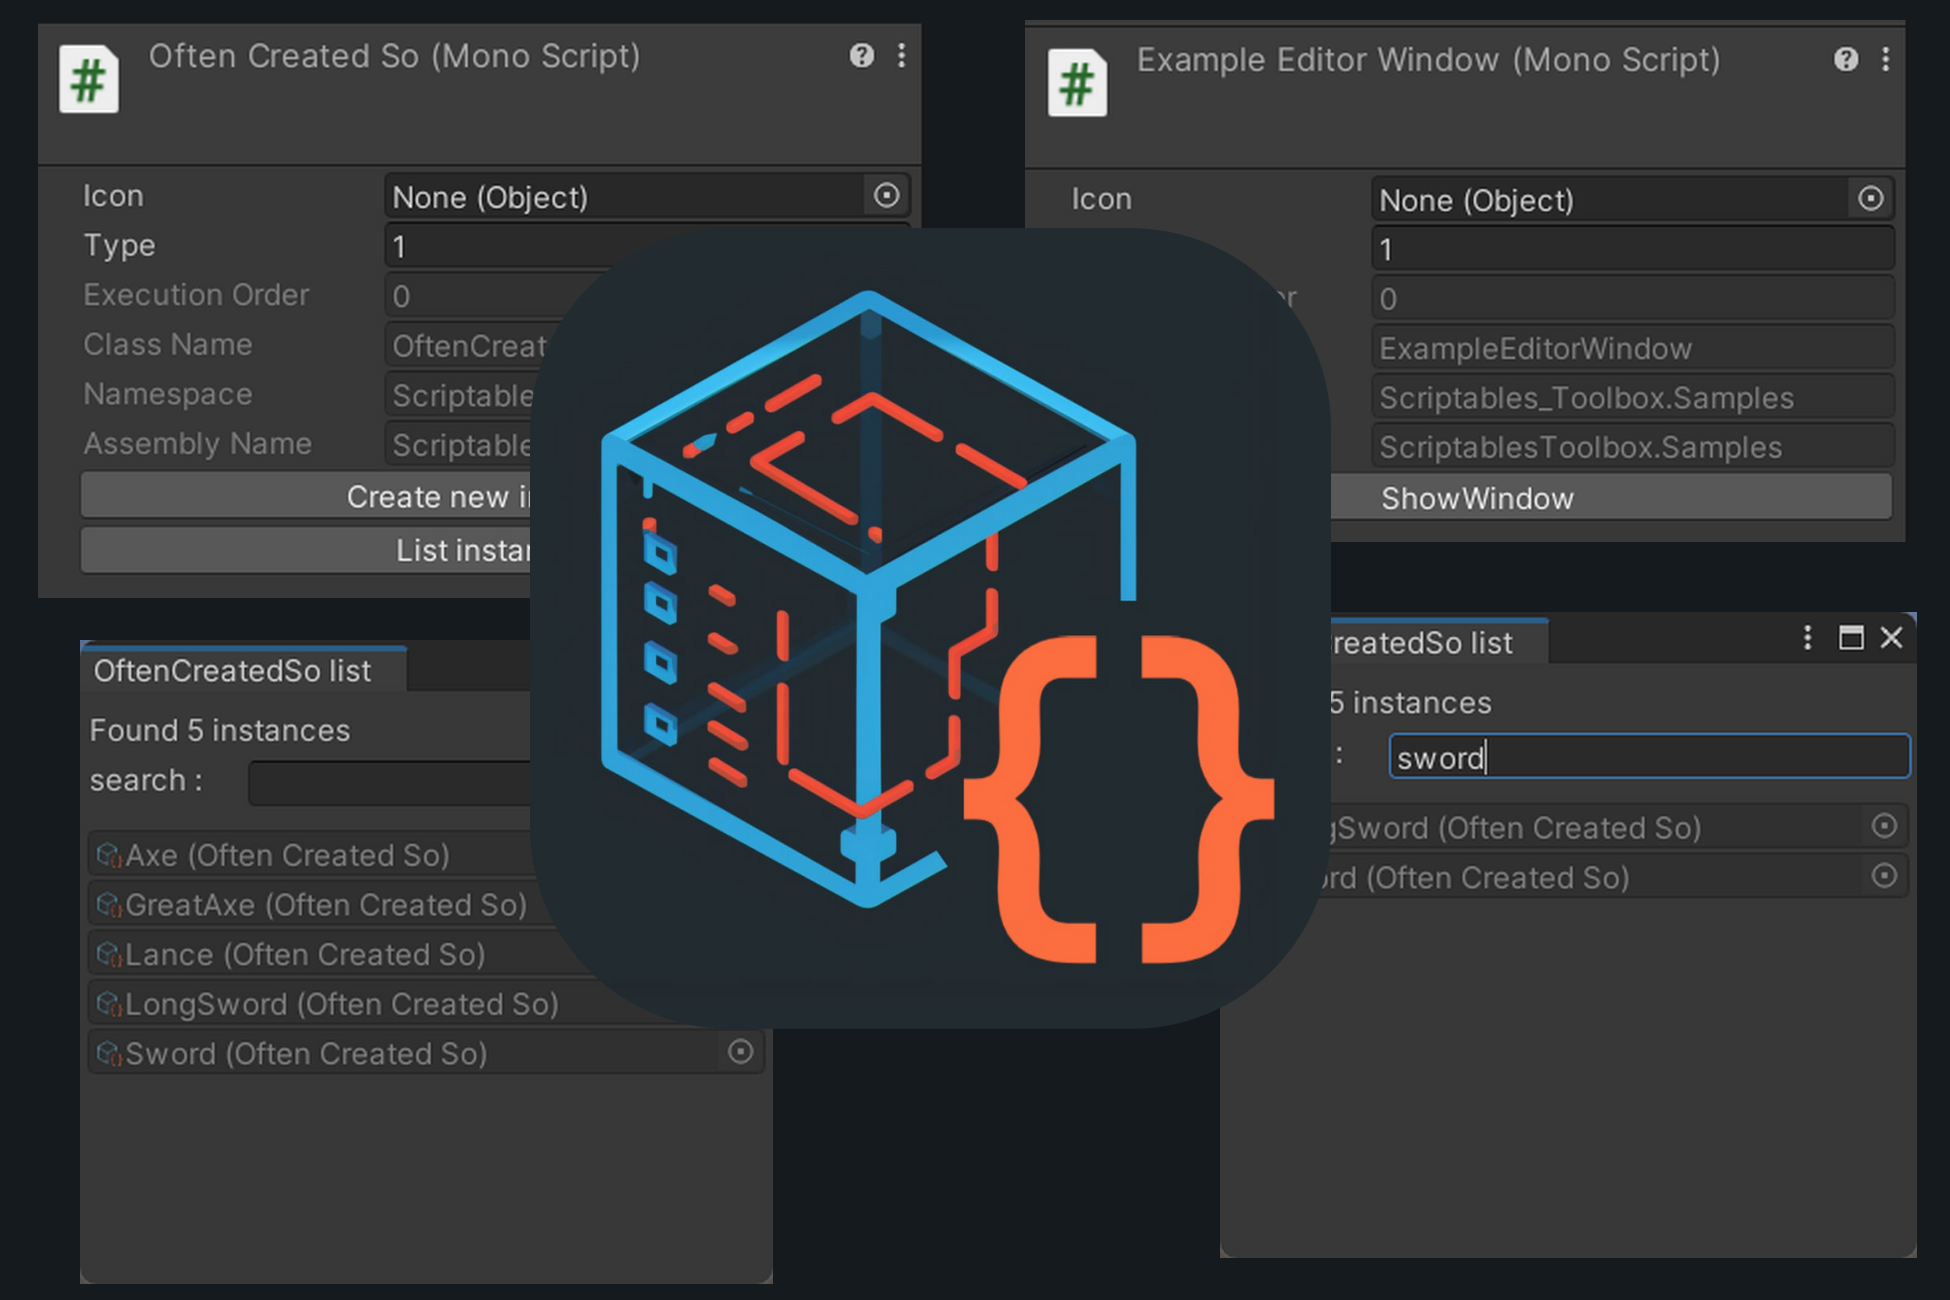 Often Created So (Mono Script)
Icon
None (Object)
Type
1
Execution Order
0
Class Name
OftenCreat
Namespace
Scriptable
Assembly Name
Scriptable
Create new i
List instan
Example Editor Window (Mono Script)
Icon
None (Object)
1
r
0
ExampleEditorWindow
Scriptables_Toolbox.Samples
ScriptablesToolbox.Samples
ShowWindow
OftenCreatedSo list
Found 5 instances
search :
Axe (Often Created So)
GreatAxe (Often Created So)
Lance (Often Created So)
LongSword (Often Created So)
Sword (Often Created So)
{}
reatedSo list
5 instances
: sword
gSword (Often Created So)
ord (Often Created So)